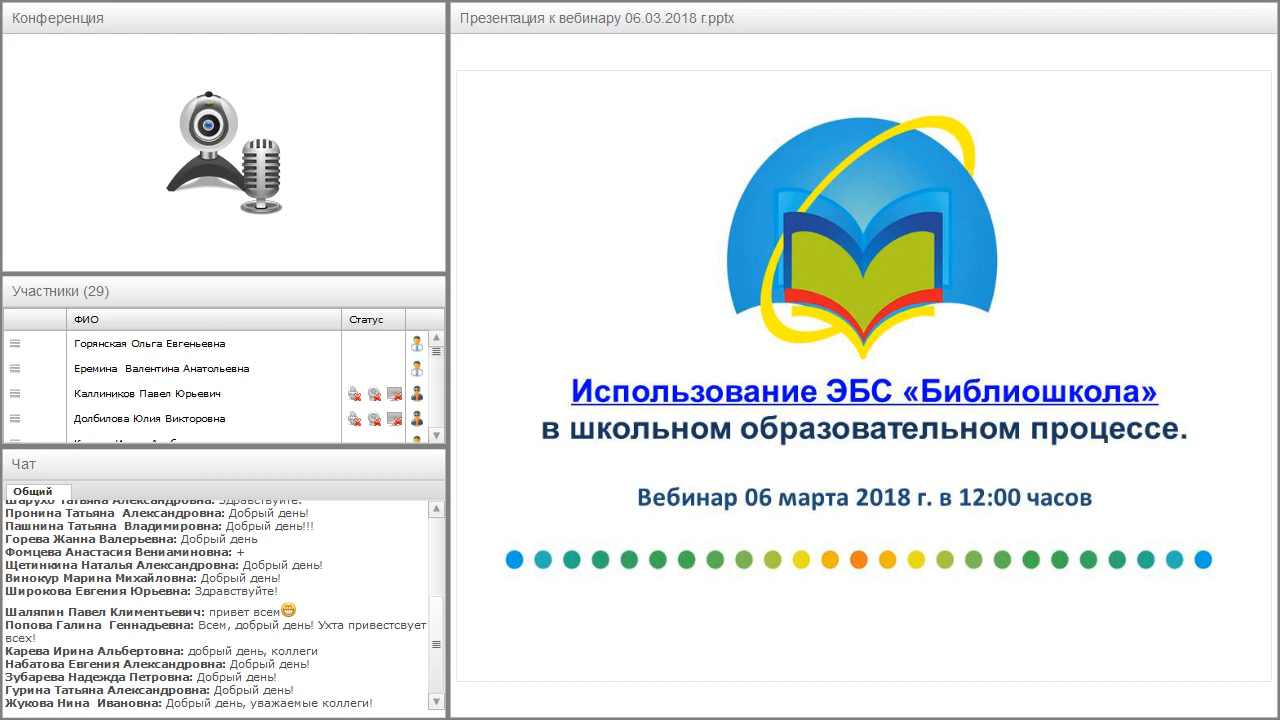 Конференция
Участники (29)
ФИО Статус
Горянская Ольга Евгеньевна
Еремина Валентина Анатольевна
Каллиников Павел Юрьевич
Долбилова Юлия Викторовна
Чат
Общий
Шарухо Татьяна Александровна: Здравствуйте!
Пронина Татьяна Александровна: Добрый день!
Пашнина Татьяна Владимировна: Добрый день!!!
Горева Жанна Валерьевна: Добрый день
Фомцева Анастасия Вениаминовна: +
Щетинкина Наталья Александровна: Добрый день!
Винокур Марина Михайловна: Добрый день!
Широкова Евгения Юрьевна: Здравствуйте!
Шаляпин Павел Климентьевич: привет всем
Попова Галина Геннадьевна: Всем, добрый день! Ухта привестсвует
всех!
Карева Ирина Альбертовна: добрый день, коллеги
Набатова Евгения Александровна: Добрый день!
Зубарева Надежда Петровна: Добрый день!
Гурина Татьяна Александровна: Добрый день!
Жукова Нина Ивановна: Добрый день, уважаемые коллеги!
Презентация к вебинару 06.03.2018 г.pptx
Использование ЭБС «Библиошкола»
в школьном образовательном процессе.
Вебинар 06 марта 2018 г. в 12:00 часов